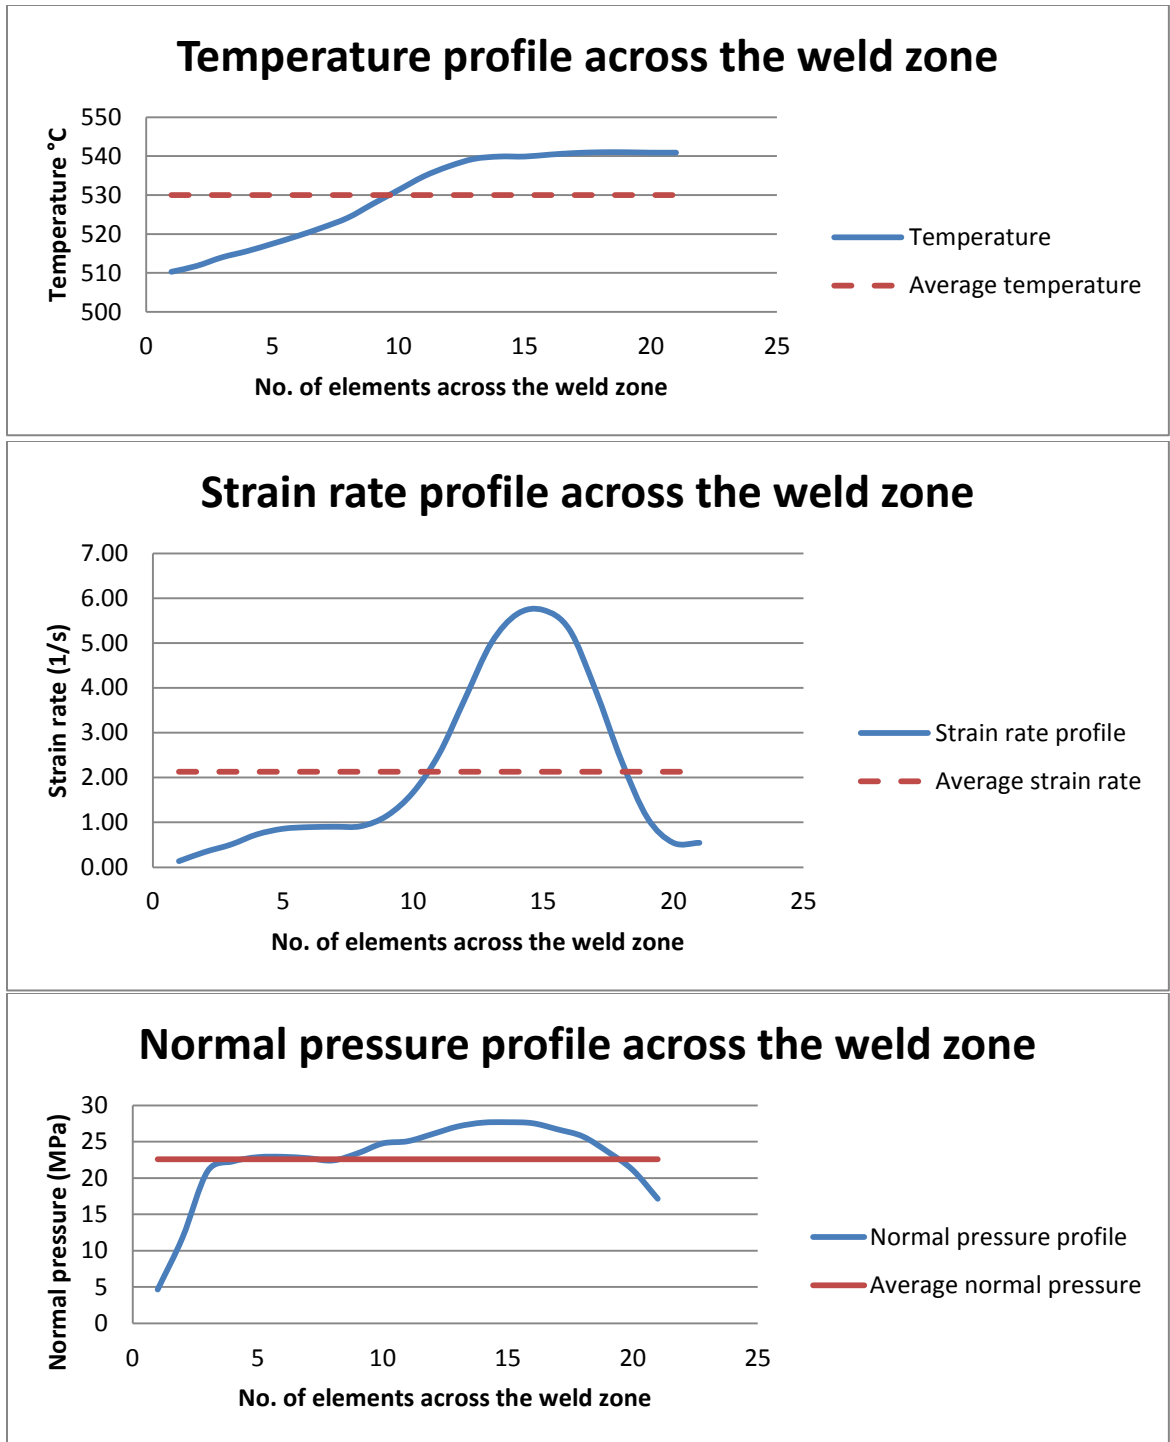 Temperature profile across the weld zone
Temperature °C
550
540
530
520
510
500
0
5
10
15
20
25
No. of elements across the weld zone
Temperature
Average temperature
Strain rate profile across the weld zone
Strain rate (1/s)
7.00
6.00
5.00
4.00
3.00
2.00
1.00
0.00
0
5
10
15
20
25
No. of elements across the weld zone
Strain rate profile
Average strain rate
Normal pressure profile across the weld zone
Normal pressure (MPa)
30
25
20
15
10
5
0
0
5
10
15
20
25
No. of elements across the weld zone
Normal pressure profile
Average normal pressure